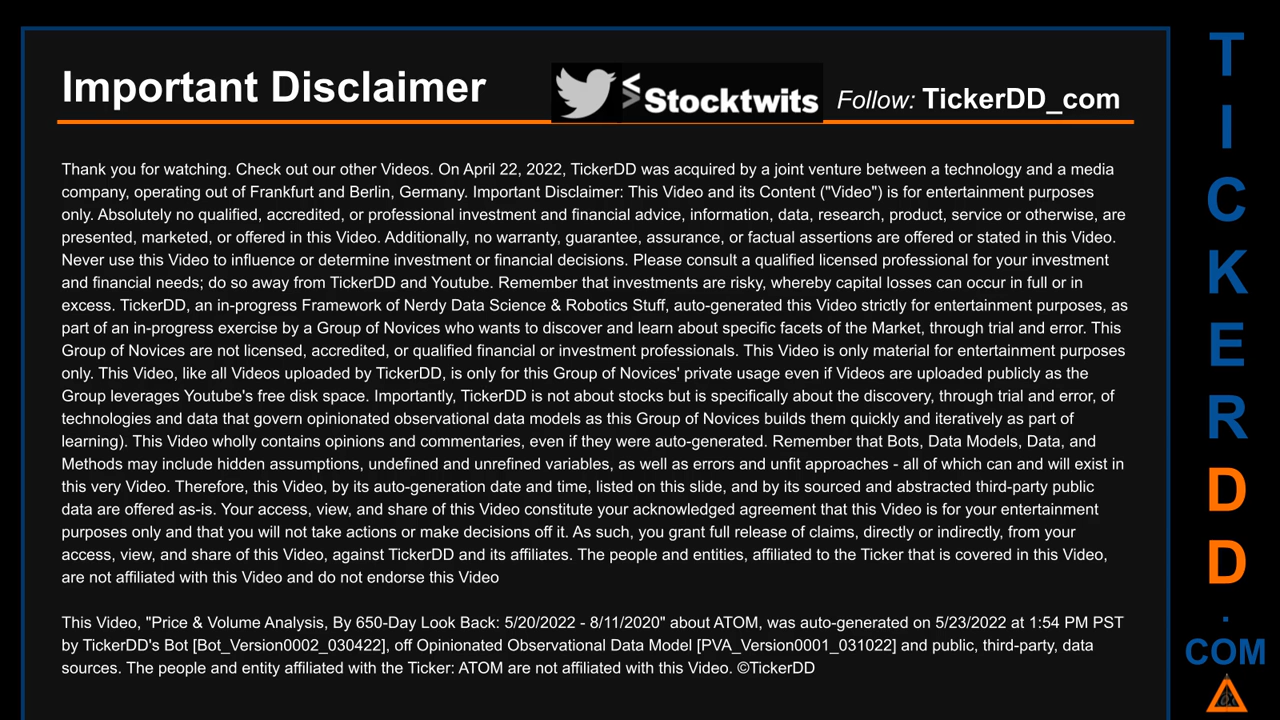 Important Disclaimer
Stocktwits
Follow: TickerDD_com
Thank you for watching. Check out our other Videos. On April 22, 2022, TickerDD was acquired by a joint venture between a technology and a media
company, operating out of Frankfurt and Berlin, Germany. Important Disclaimer: This Video and its Content ("Video") is for entertainment purposes
only. Absolutely no qualified, accredited, or professional investment and financial advice, information, data, research, product, service or otherwise, are
presented, marketed, or offered in this Video. Additionally, no warranty, guarantee, assurance, or factual assertions are offered or stated in this Video.
Never use this Video to influence or determine investment or financial decisions. Please consult a qualified licensed professional for your investment
and financial needs; do so away from TickerDD and Youtube. Remember that investments are risky, whereby capital losses can occur in full or in
excess. TickerDD, an in-progress Framework of Nerdy Data Science & Robotics Stuff, auto-generated this Video strictly for entertainment purposes, as
part of an in-progress exercise by a Group of Novices who wants to discover and learn about specific facets of the Market, through trial and error. This
Group of Novices are not licensed, accredited, or qualified financial or investment professionals. This Video is only material for entertainment purposes
only. This Video, like all Videos uploaded by TickerDD, is only for this Group of Novices' private usage even if Videos are uploaded publicly as the
Group leverages Youtube's free disk space. Importantly, TickerDD is not about stocks but is specifically about the discovery, through trial and error, of
technologies and data that govern opinionated observational data models as this Group of Novices builds them quickly and iteratively as part of
learning). This Video wholly contains opinions and commentaries, even if they were auto-generated. Remember that Bots, Data Models, Data, and
Methods may include hidden assumptions, undefined and unrefined variables, as well as errors and unfit approaches - all of which can and will exist in
this very Video. Therefore, this Video, by its auto-generation date and time, listed on this slide, and by its sourced and abstracted third-party public
data are offered as-is. Your access, view, and share of this Video constitute your acknowledged agreement that this Video is for your entertainment
purposes only and that you will not take actions or make decisions off it. As such, you grant full release of claims, directly or indirectly, from your
access, view, and share of this Video, against TickerDD and its affiliates. The people and entities, affiliated to the Ticker that is covered in this Video,
are not affiliated with this Video and do not endorse this Video
This Video, "Price & Volume Analysis, By 650-Day Look Back: 5/20/2022 - 8/11/2020" about ATOM, was auto-generated on 5/23/2022 at 1:54 PM PST
by TickerDD's Bot [Bot_Version0002_030422], off Opinionated Observational Data Model [PVA_Version0001_031022] and public, third-party, data
sources. The people and entity affiliated with the Ticker: ATOM are not affiliated with this Video. ©TickerDD
T
I
C
K
E
R
D
D
.
COM